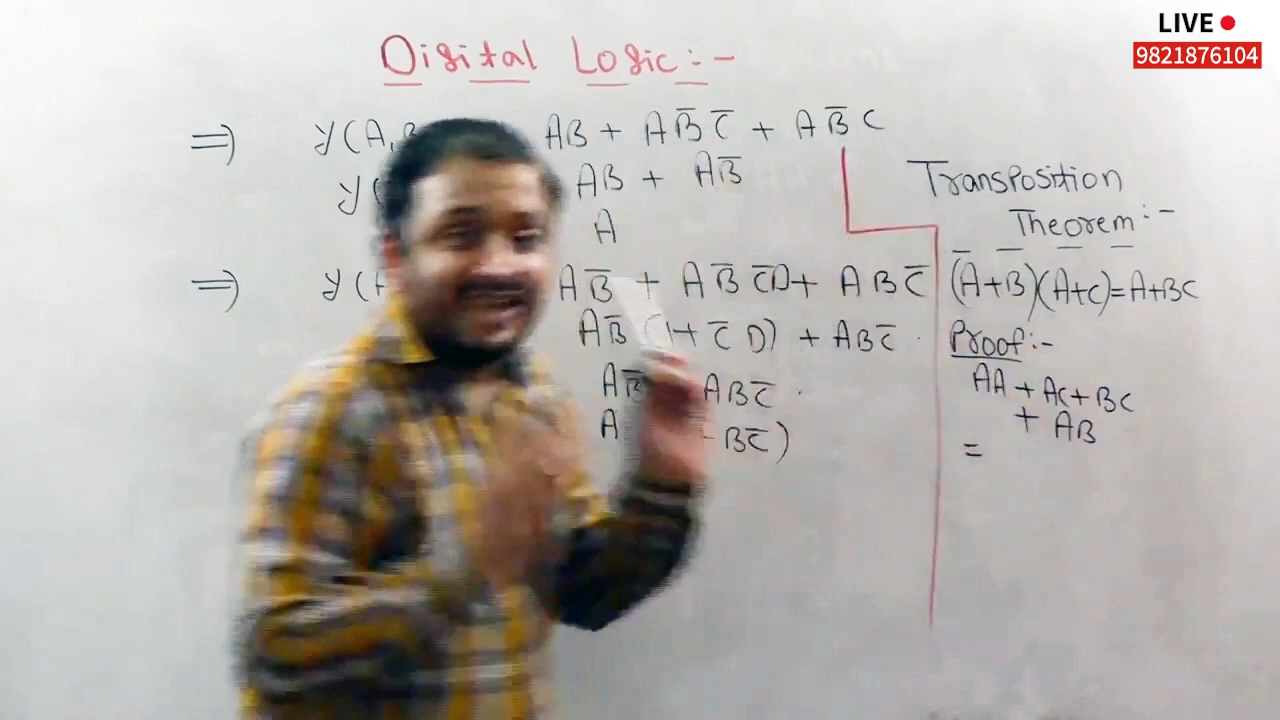 LIVE
9821876104
Digital Logic :-
⇒ Y(A,B AB + AB̅C̅ + AB̅C
Y( AB + AB̅
A
⇒ Y(A AB̅ + AB̅C̅D + ABC̅
AB̅(1+C̅D) + ABC̅
AB̅ ABC̅
A BC̅)
Transposition
Theorem :-
(A+B)(A+C)=A+BC
Proof :-
AA + AC + BC
+ AB
=